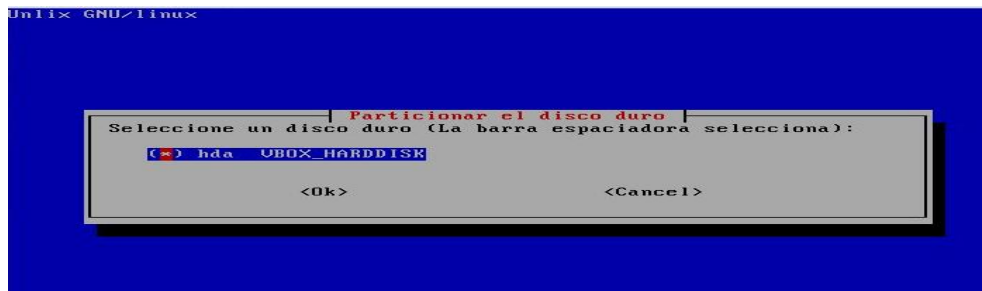 Unlix GNU/linux
Particionar el disco duro
Seleccione un disco duro (La barra espaciadora selecciona):
(*) hda VBOX_HARDDISK
<Ok> <Cancel>